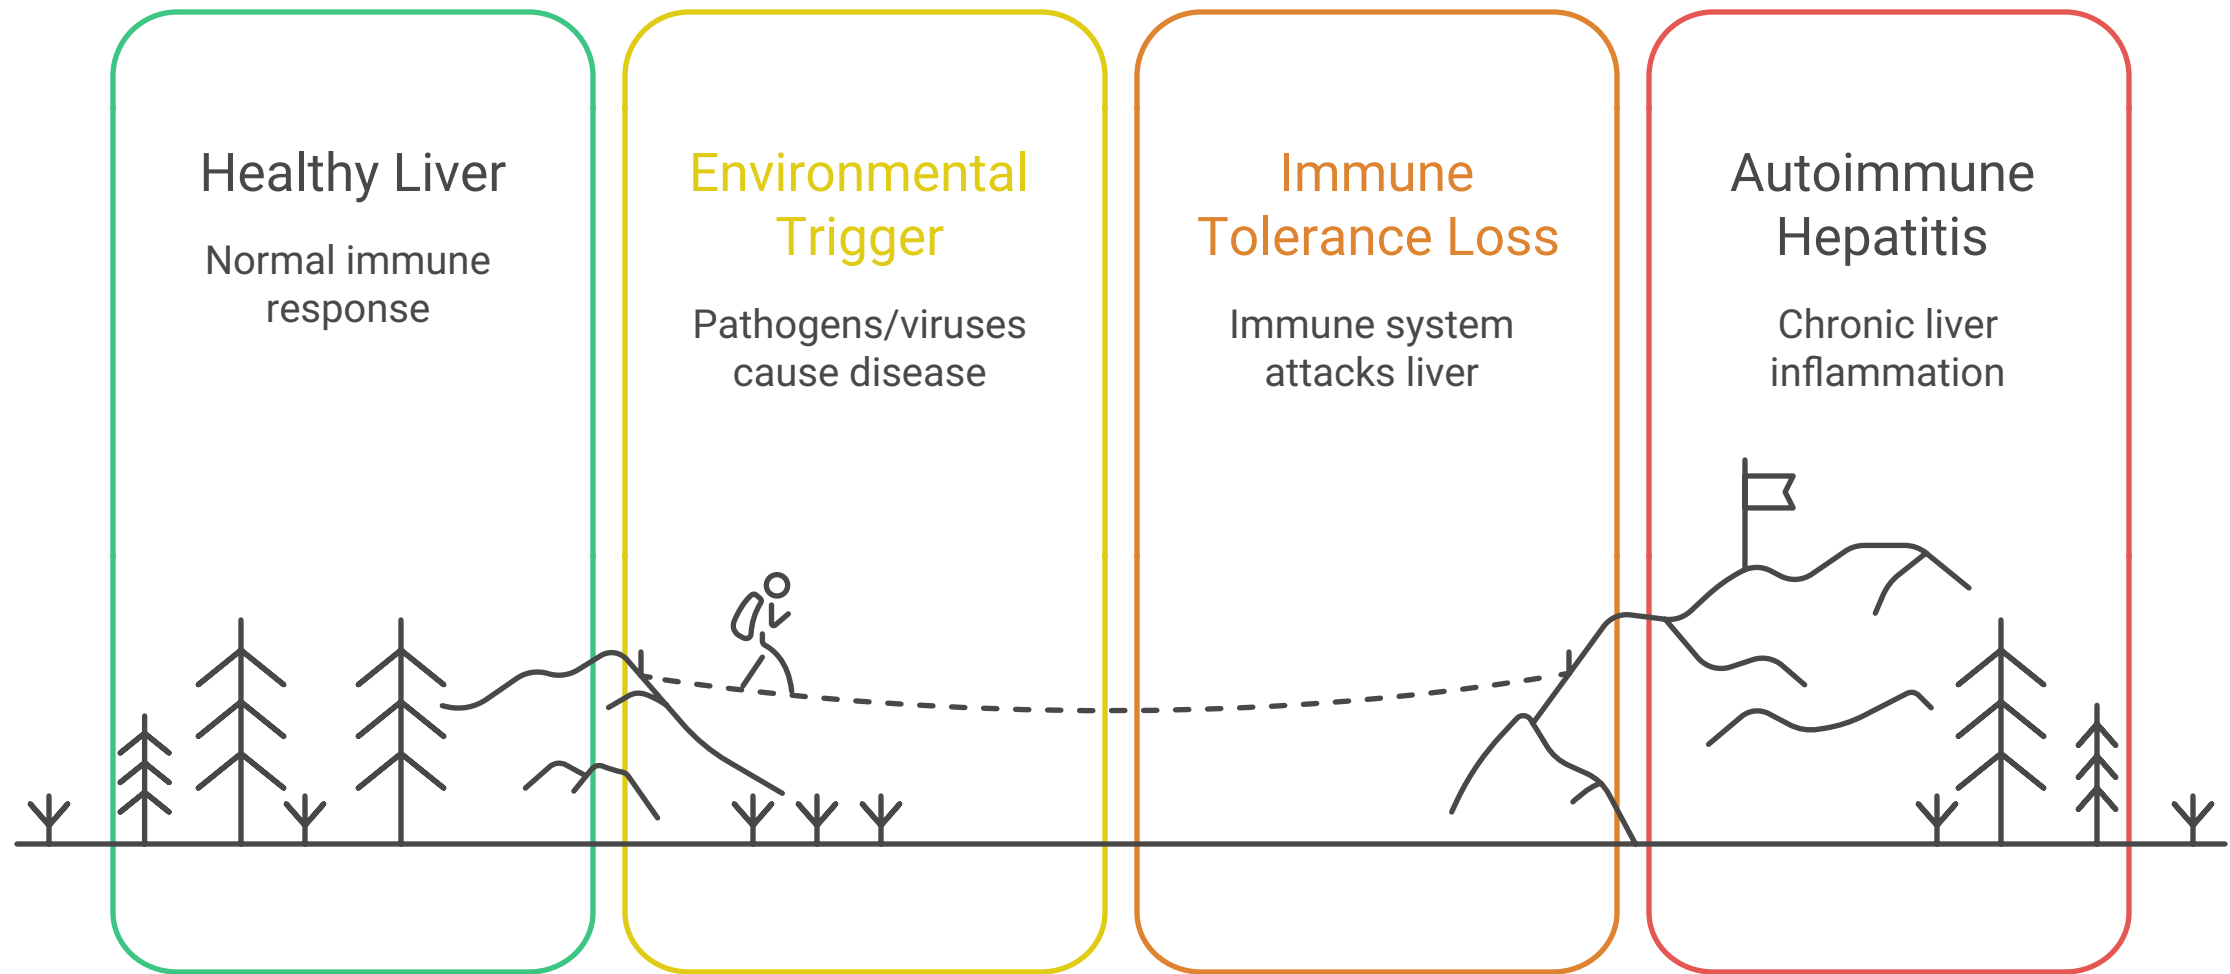 Healthy Liver
Normal immune
response
Environmental
Trigger
Pathogens/viruses
cause disease
Immune
Tolerance Loss
Immune system
attacks liver
Autoimmune
Hepatitis
Chronic liver
inflammation